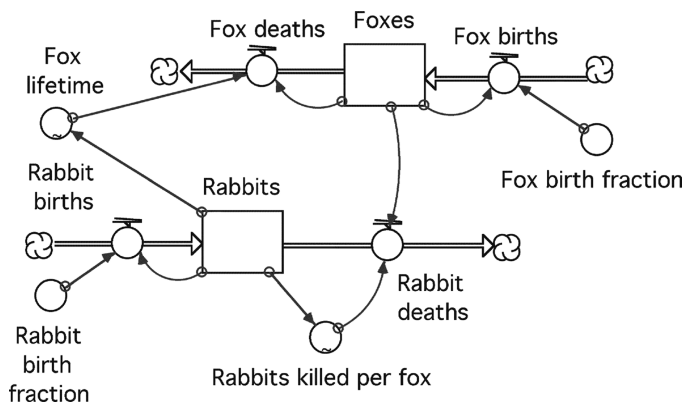 Fox deaths
Foxes
Fox births
Fox
lifetime
Rabbit
births
Rabbits
Fox birth fraction
Rabbit
deaths
Rabbit
birth
fraction
Rabbits killed per fox